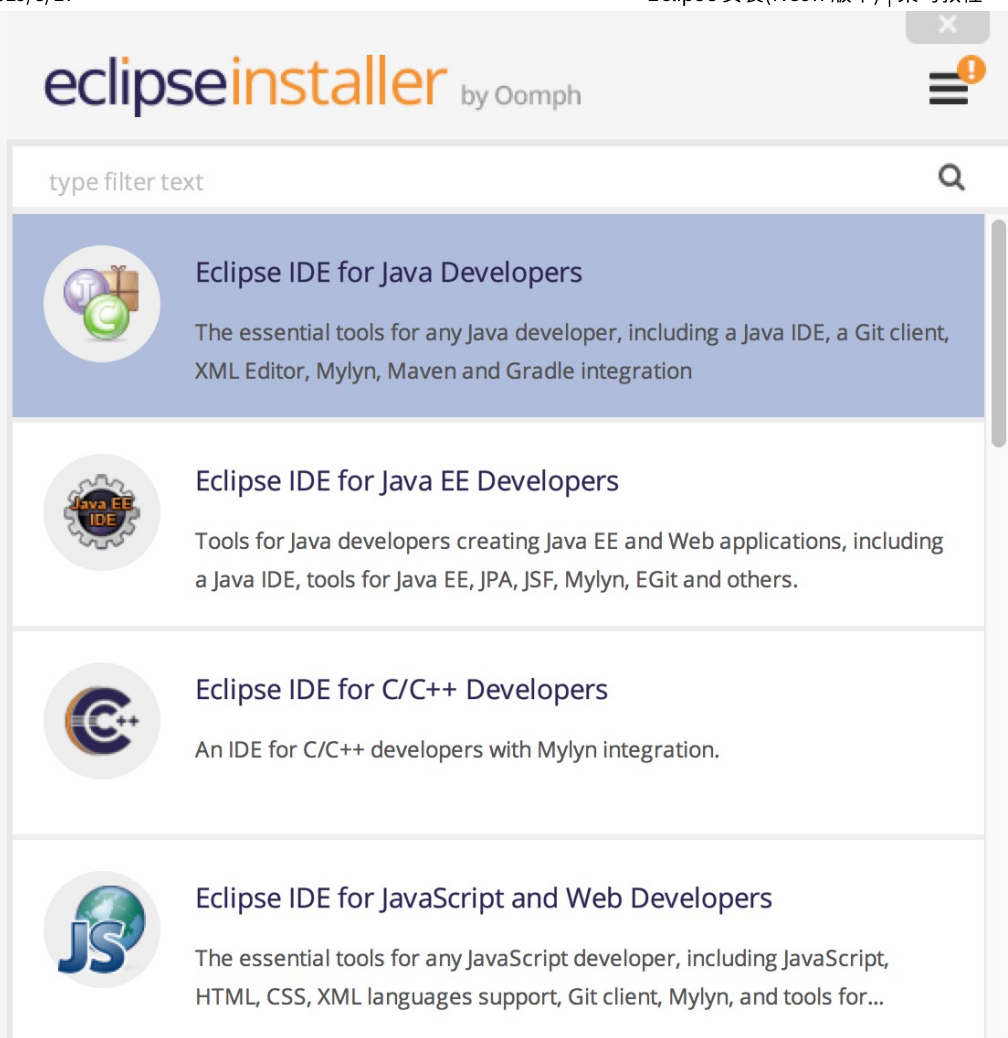 eclipseinstaller by Oomph
type filter text
Eclipse IDE for Java Developers
The essential tools for any Java developer, including a Java IDE, a Git client,
XML Editor, Mylyn, Maven and Gradle integration
Java EE
IDE
Eclipse IDE for Java EE Developers
Tools for Java developers creating Java EE and Web applications, including
a Java IDE, tools for Java EE, JPA, JSF, Mylyn, EGit and others.
C++
Eclipse IDE for C/C++ Developers
An IDE for C/C++ developers with Mylyn integration.
JS
Eclipse IDE for JavaScript and Web Developers
The essential tools for any JavaScript developer, including JavaScript,
HTML, CSS, XML languages support, Git client, Mylyn, and tools for...